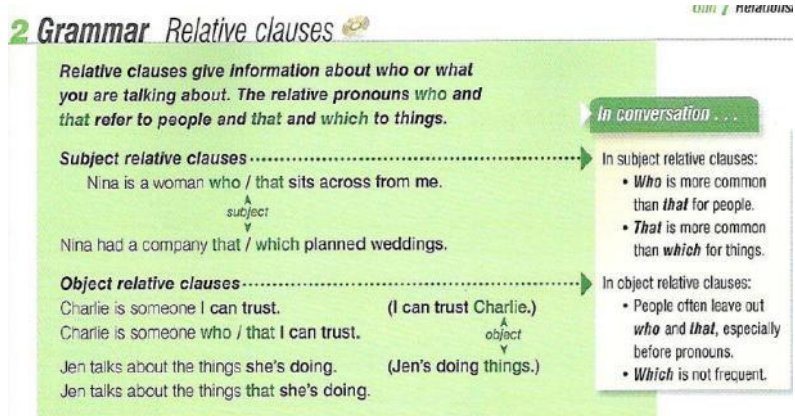 Unit 7 Relations
2 Grammar Relative clauses
Relative clauses give information about who or what
you are talking about. The relative pronouns who and
that refer to people and that and which to things.
Subject relative clauses
Nina is a woman who / that sits across from me.
subject
Nina had a company that / which planned weddings.
Object relative clauses
Charlie is someone I can trust. (I can trust Charlie.)
Charlie is someone who / that I can trust. object
Jen talks about the things she's doing. (Jen's doing things.)
Jen talks about the things that she's doing.
In conversation . . .
In subject relative clauses:
• Who is more common
than that for people.
• That is more common
than which for things.
In object relative clauses:
• People often leave out
who and that, especially
before pronouns.
• Which is not frequent.